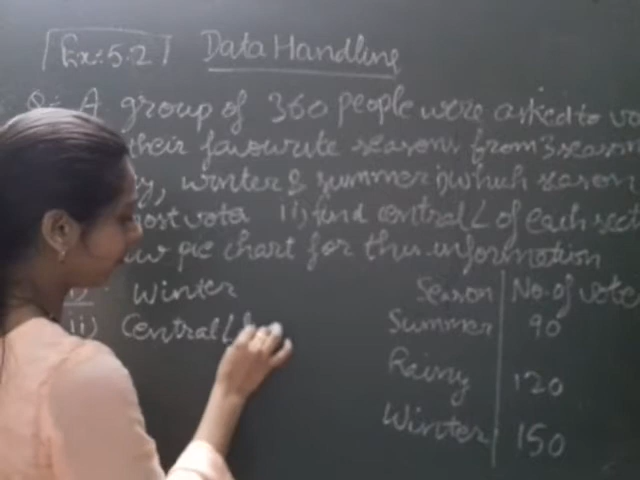 Ex:5.2 Data Handling
Q:- A group of 360 people were asked to vo
their favourite seasons from 3 season
y, winter & summer i) which season
most vote ii) find central ∠ of each sect
w pie chart for this information
i) Winter
ii) Central ∠
Season No. of vote
Summer 90
Rainy 120
Winter 150